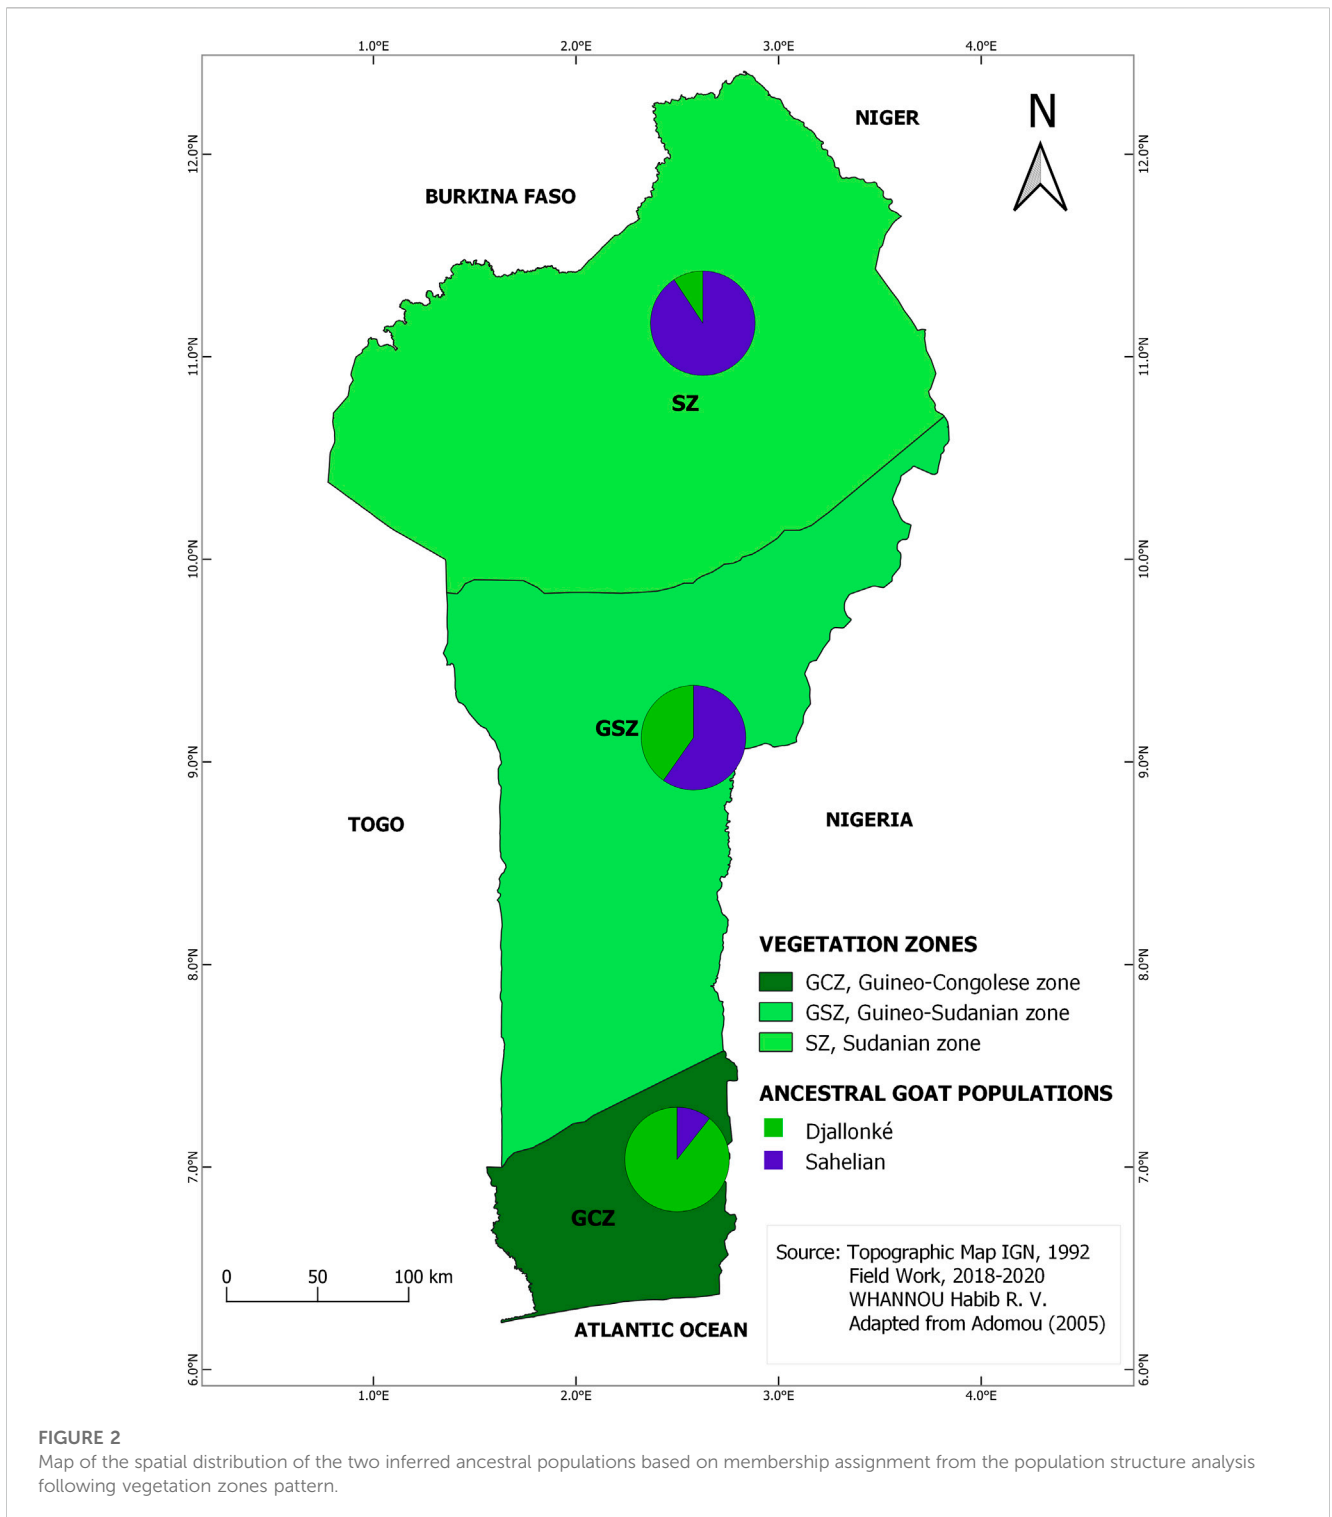 1.0°E
2.0°E
3.0°E
4.0°E
N
NIGER
12.0°N
12.0°N
BURKINA FASO
11.0°N
11.0°N
SZ
10.0°N
10.0°N
GSZ
9.0°N
9.0°N
TOGO
NIGERIA
VEGETATION ZONES
8.0°N
8.0°N
GCZ, Guineo-Congolese zone
GSZ, Guineo-Sudanian zone
SZ, Sudanian zone
ANCESTRAL GOAT POPULATIONS
Djallonké
Sahelian
7.0°N
7.0°N
GCZ
Source: Topographic Map IGN, 1992
Field Work, 2018-2020
WHANNOU Habib R. V.
Adapted from Adomou (2005)
0 50 100 km
ATLANTIC OCEAN
6.0°N
6.0°N
1.0°E
2.0°E
3.0°E
4.0°E
FIGURE 2
Map of the spatial distribution of the two inferred ancestral populations based on membership assignment from the population structure analysis
following vegetation zones pattern.